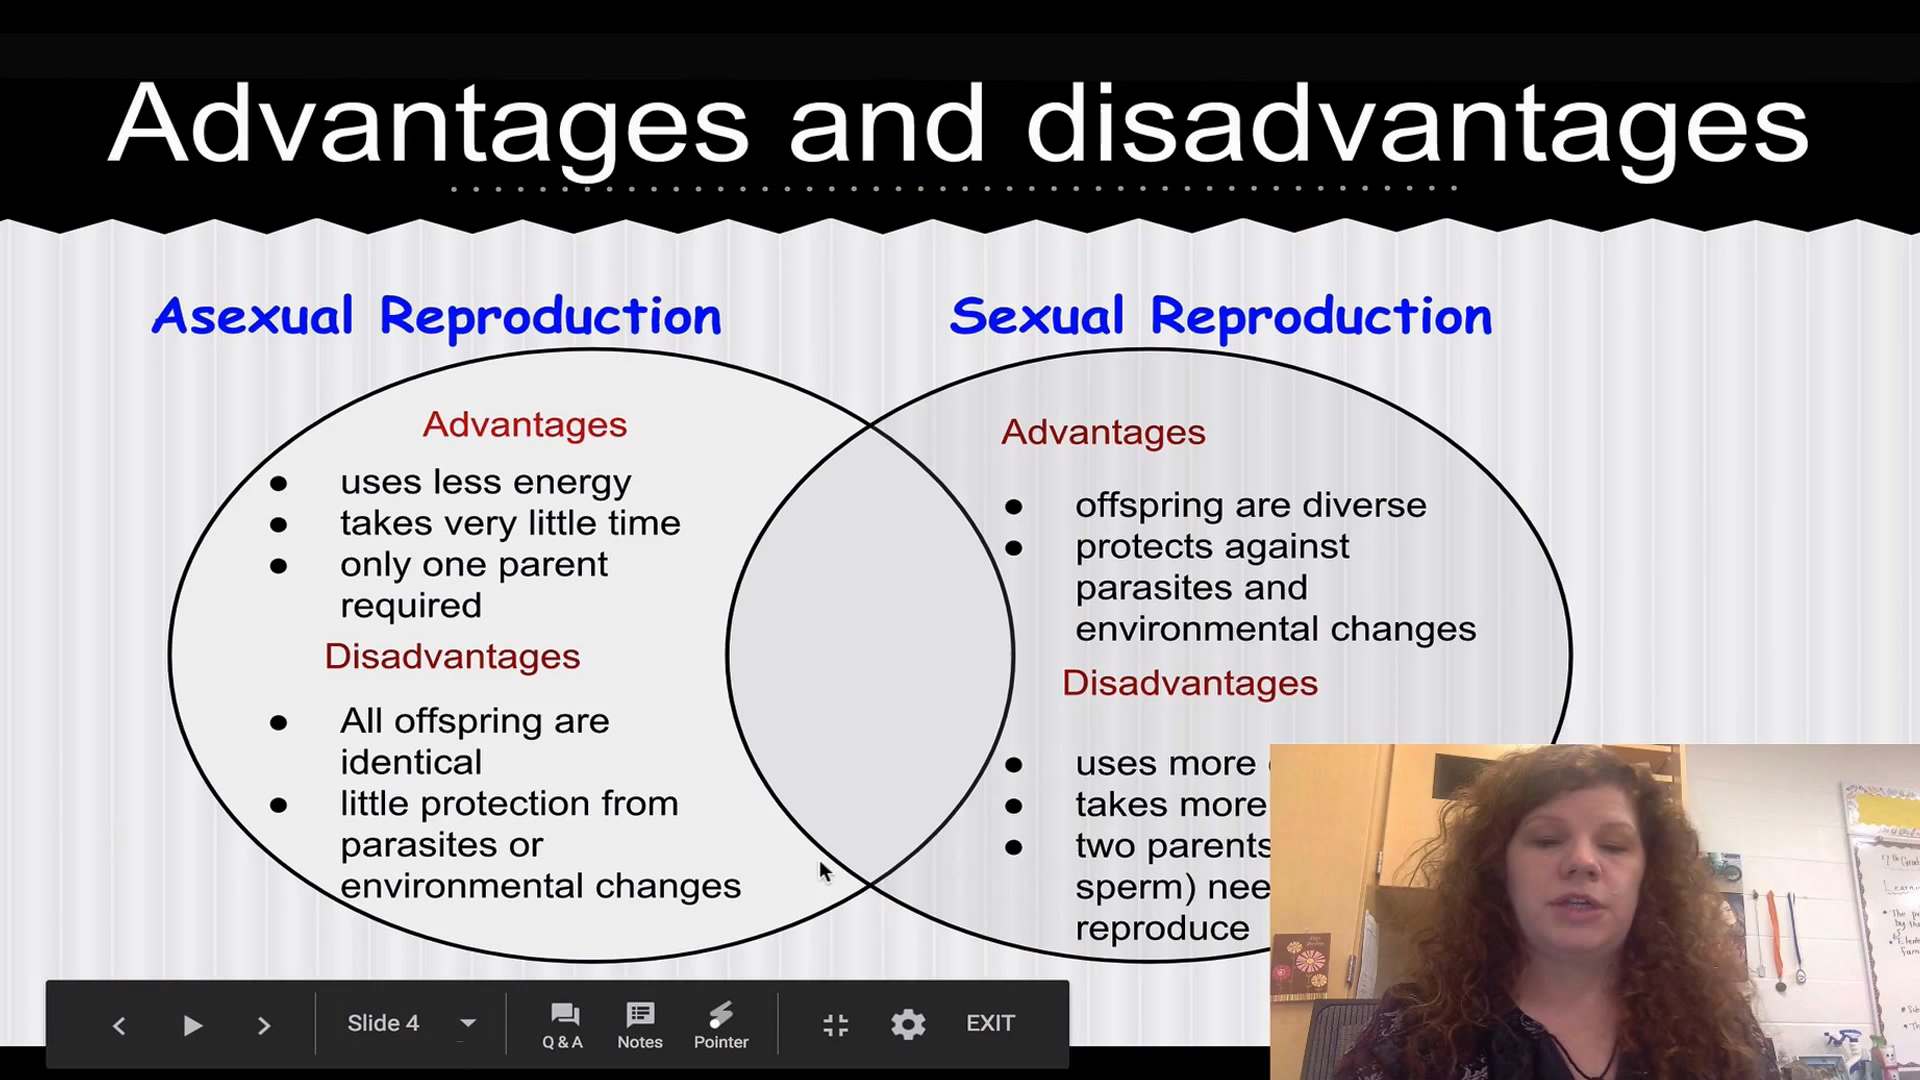 Advantages and disadvantages
Asexual Reproduction
Advantages
uses less energy
takes very little time
only one parent
required
Disadvantages
All offspring are
identical
little protection from
parasites or
environmental changes
Sexual Reproduction
Advantages
offspring are diverse
protects against
parasites and
environmental changes
Disadvantages
uses more
takes more
two parents
sperm)
reproduce
Slide 4
Q & A
Notes
Pointer
EXIT
7th Grade